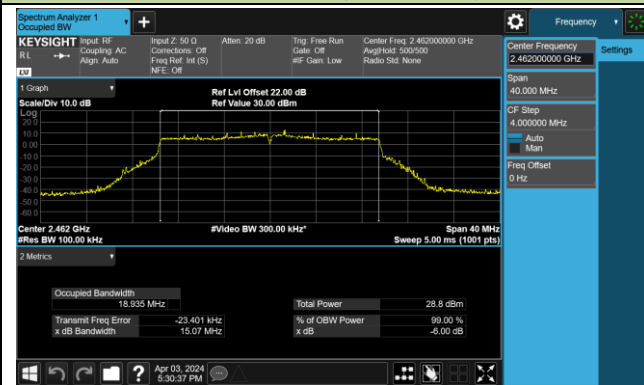 Spectrum Analyzer 1
Occupied BW
Frequency
KEYSIGHT
RL
LXI
Input: RF
Coupling: AC
Align: Auto
Input Z: 50 Ω
Corrections: Off
Freq Ref: Int (S)
NFE: Off
Atten: 20 dB
Trig: Free Run
Gate: Off
#IF Gain: Low
Center Freq: 2.462000000 GHz
Avg|Hold: 500/500
Radio Std: None
Center Frequency
2.462000000 GHz
Settings
Span
40.000 MHz
CF Step
4.000000 MHz
Auto
Man
Freq Offset
0 Hz
1 Graph
Scale/Div 10.0 dB
Ref Lvl Offset 22.00 dB
Ref Value 30.00 dBm
Log
20.0
10.0
0.00
-10.0
-20.0
-30.0
-40.0
-50.0
-60.0
Center 2.462 GHz
#Res BW 100.00 kHz
#Video BW 300.00 kHz*
Span 40 MHz
Sweep 5.00 ms (1001 pts)
2 Metrics
Occupied Bandwidth
18.935 MHz
Total Power 28.8 dBm
Transmit Freq Error -23.401 kHz
% of OBW Power 99.00 %
x dB Bandwidth 15.07 MHz
x dB -6.00 dB
?
Apr 03, 2024
5:30:37 PM